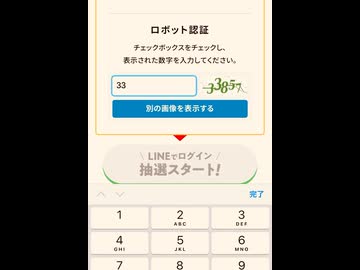 ロボット認証
チェックボックスをチェックし、
表示された数字を入力してください。
33
33857
別の画像を表示する
LINEでログイン
抽選スタート!
完了
1
2
ABC
3
DEF
4
GHI
5
JKL
6
MNO
7
8
9